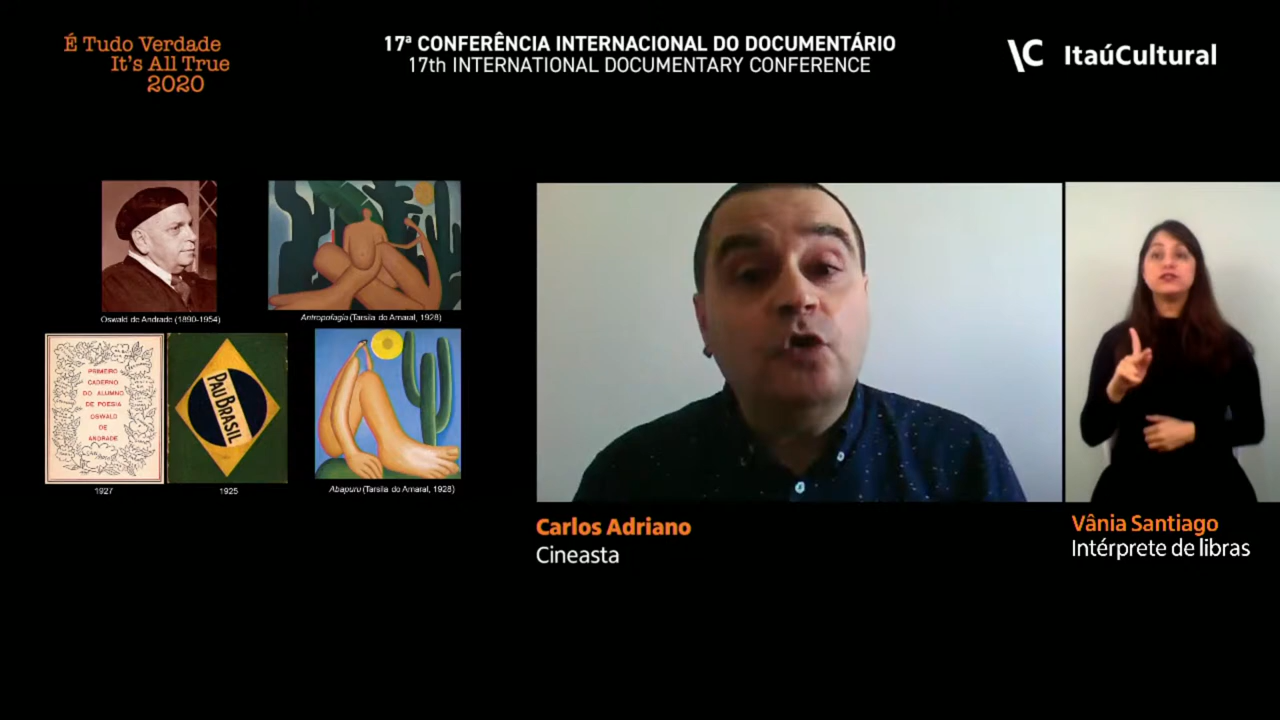 É Tudo Verdade
It's All True
2020
17ª CONFERÊNCIA INTERNACIONAL DO DOCUMENTÁRIO
17th INTERNATIONAL DOCUMENTARY CONFERENCE
ItaúCultural
Oswald de Andrade (1890-1954)
Antropofagia (Tarsila do Amaral, 1928)
PRIMEIRO
CADERNO
DO ALUMNO
DE POESIA
OSWALD
DE
ANDRADE
PAU BRASIL
1927
1925
Abapuru (Tarsila do Amaral, 1928)
Carlos Adriano
Cineasta
Vânia Santiago
Intérprete de libras